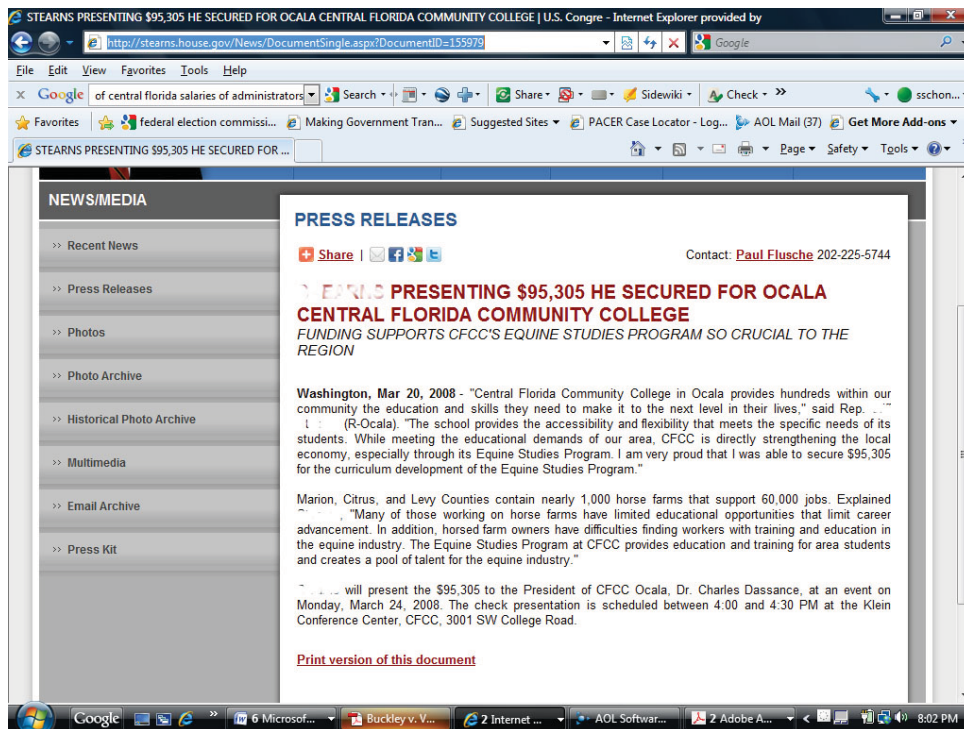 STEARNS PRESENTING $95,305 HE SECURED FOR OCALA CENTRAL FLORIDA COMMUNITY COLLEGE | U.S. Congre - Internet Explorer provided by
http://stearns.house.gov/News/DocumentSingle.aspx?DocumentID=155979
Google
File Edit View Favorites Tools Help
x Google of central florida salaries of administrators Search Share Sidewiki Check >> sschon...
Favorites federal election commissi... Making Government Tran... Suggested Sites PACER Case Locator - Log... AOL Mail (37) Get More Add-ons
STEARNS PRESENTING $95,305 HE SECURED FOR ... Page Safety Tools
NEWS/MEDIA
>> Recent News
>> Press Releases
>> Photos
>> Photo Archive
>> Historical Photo Archive
>> Multimedia
>> Email Archive
>> Press Kit
PRESS RELEASES
Share | Contact: Paul Flusche 202-225-5744
PRESENTING $95,305 HE SECURED FOR OCALA
CENTRAL FLORIDA COMMUNITY COLLEGE
FUNDING SUPPORTS CFCC'S EQUINE STUDIES PROGRAM SO CRUCIAL TO THE
REGION
Washington, Mar 20, 2008 - "Central Florida Community College in Ocala provides hundreds within our
community the education and skills they need to make it to the next level in their lives," said Rep.
(R-Ocala). "The school provides the accessibility and flexibility that meets the specific needs of its
students. While meeting the educational demands of our area, CFCC is directly strengthening the local
economy, especially through its Equine Studies Program. I am very proud that I was able to secure $95,305
for the curriculum development of the Equine Studies Program."
Marion, Citrus, and Levy Counties contain nearly 1,000 horse farms that support 60,000 jobs. Explained
"Many of those working on horse farms have limited educational opportunities that limit career
advancement. In addition, horsed farm owners have difficulties finding workers with training and education in
the equine industry. The Equine Studies Program at CFCC provides education and training for area students
and creates a pool of talent for the equine industry."
will present the $95,305 to the President of CFCC Ocala, Dr. Charles Dassance, at an event on
Monday, March 24, 2008. The check presentation is scheduled between 4:00 and 4:30 PM at the Klein
Conference Center, CFCC, 3001 SW College Road.
Print version of this document
Google >> 6 Microsof... Buckley v. V... 2 Internet ... AOL Softwar... 2 Adobe A... < 8:02 PM